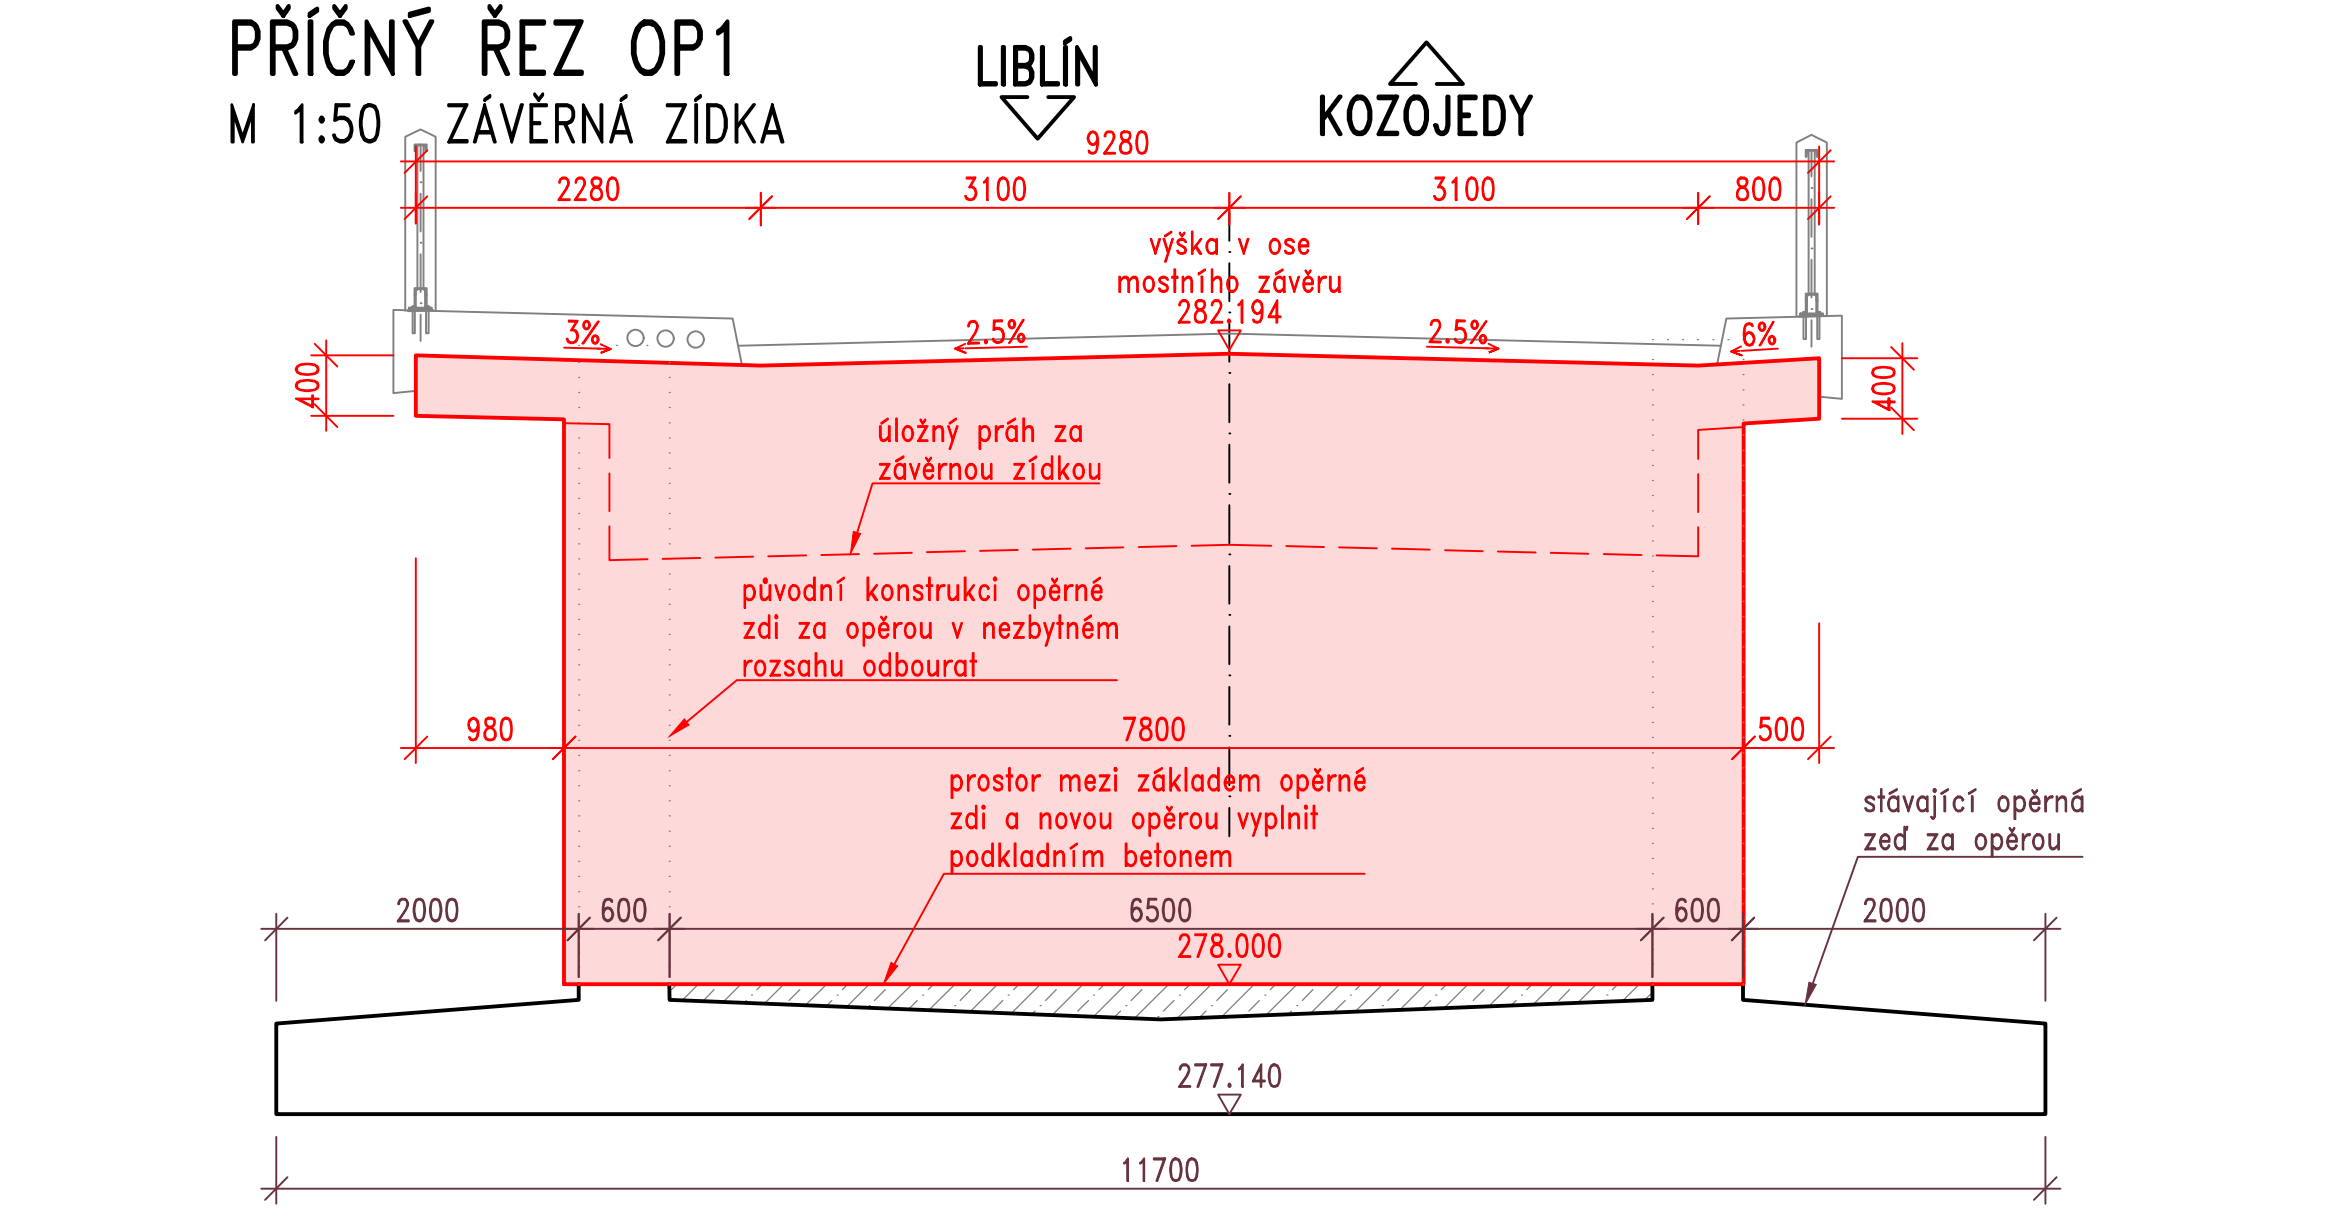 PŘÍČNÝ ŘEZ OP1
M 1:50 ZÁVĚRNÁ ZÍDKA
LIBLÍN
KOZOJEDY
9280
2280
3100
3100
800
výška v ose
mostního závěru
282.194
3%
2.5%
2.5%
6%
400
400
úložný práh za
závěrnou zídkou
původní konstrukci opěrné
zdi za opěrou v nezbytném
rozsahu odbourat
980
7800
500
prostor mezi základem opěrné
zdi a novou opěrou vyplnit
podkladním betonem
stávající opěrná
zeď za opěrou
2000
600
6500
600
2000
278.000
277.140
11700